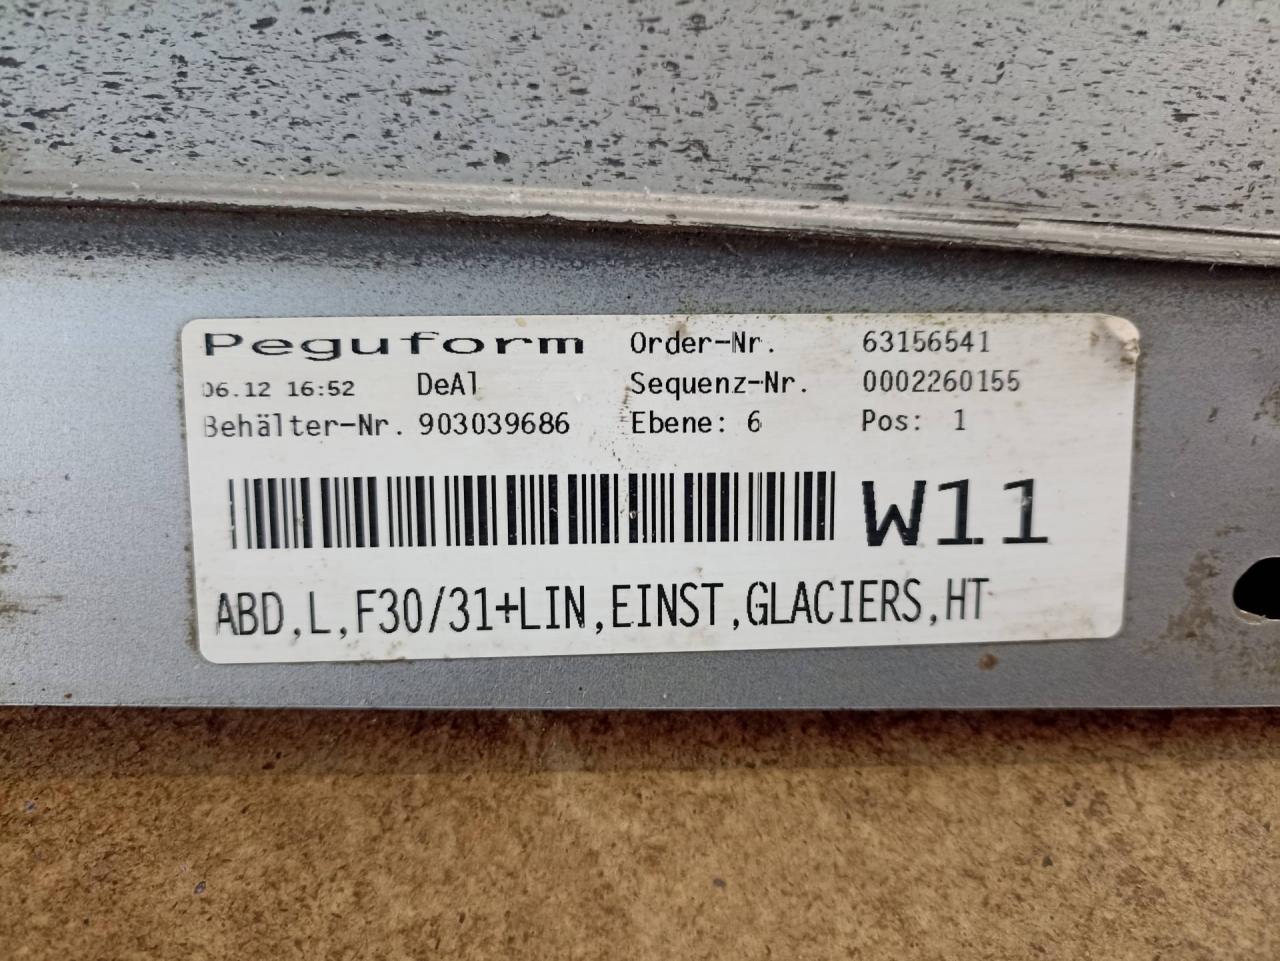 Peguform Order-Nr. 63156541
06.12 16:52 DeAl Sequenz-Nr. 0002260155
Behälter-Nr. 903039686 Ebene: 6 Pos: 1
W11
ABD,L,F30/31+LIN,EINST,GLACIERS,HT